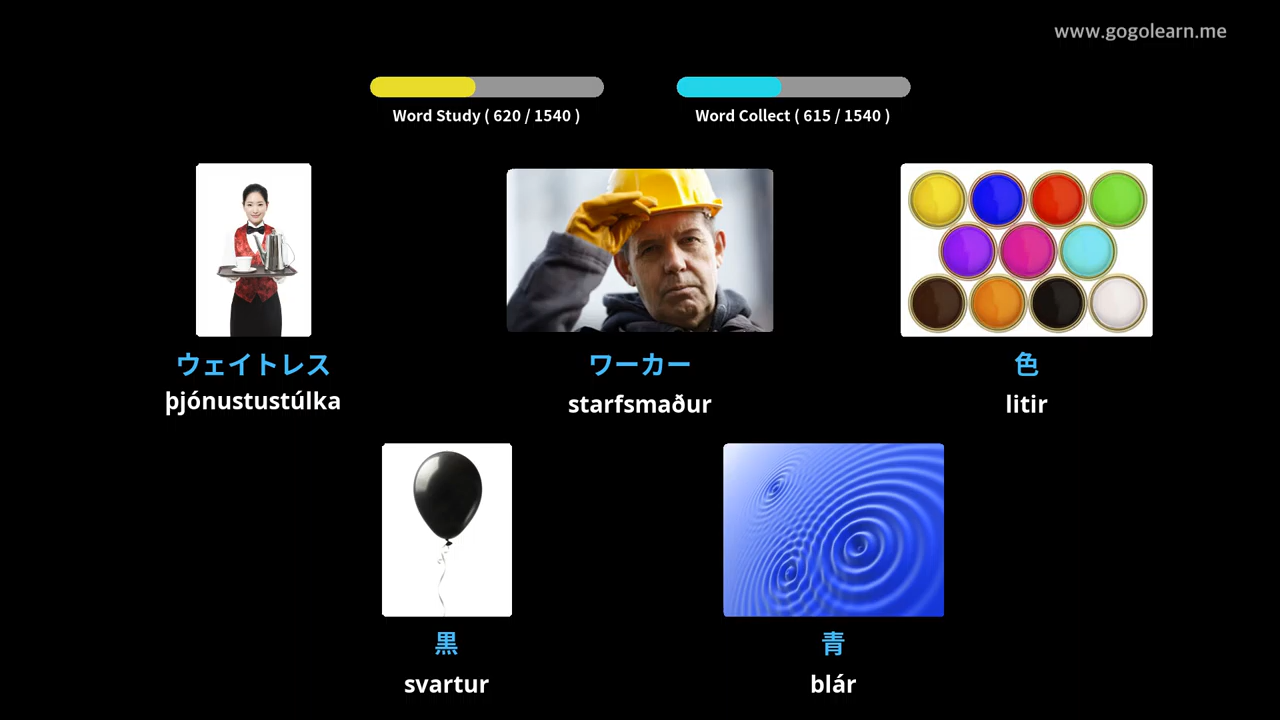 www.gogolearn.me
Word Study ( 620 / 1540 )
Word Collect ( 615 / 1540 )
ウェイトレス
þjónustustúlka
ワーカー
starfsmaður
色
litir
黒
svartur
青
blár